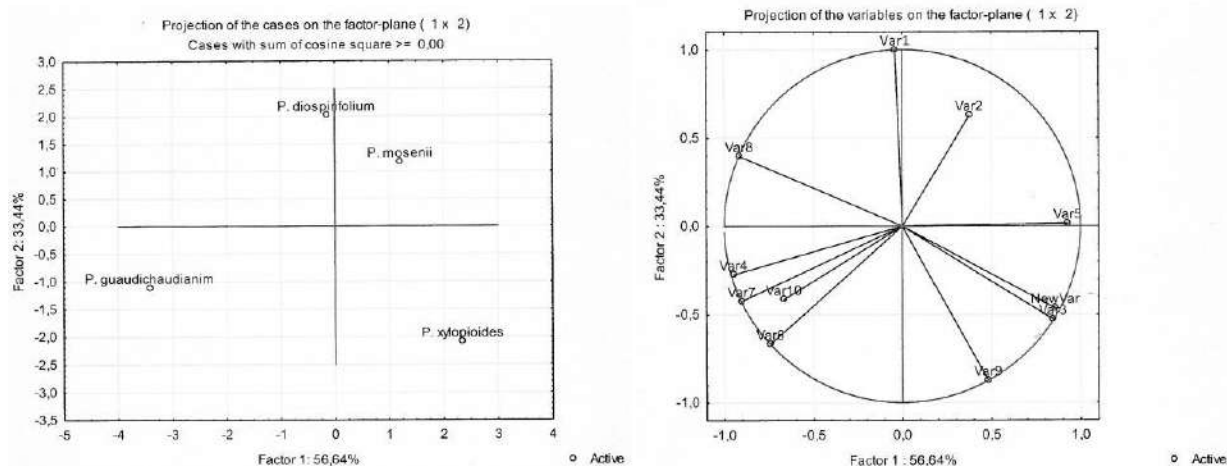 Projection of the cases on the factor-plane ( 1 x 2)
Cases with sum of cosine square >= 0,00
3,0
2,5
2,0
1,5
1,0
0,5
0,0
-0,5
-1,0
-1,5
-2,0
-2,5
-3,0
-3,5
Factor 2: 33,44%
P. diospirifolium
P. mosenii
P. guaudichaudianim
P. xylopioides
-5 -4 -3 -2 -1 0 1 2 3 4
Factor 1: 56,64%
Active
Projection of the variables on the factor-plane ( 1 x 2)
1,0
0,5
0,0
-0,5
-1,0
Factor 2 : 33,44%
Var1
Var2
Var8
Var5
Var4
Var7
Var10
NewVar
Var3
Var6
Var9
-1,0 -0,5 0,0 0,5 1,0
Factor 1 : 56,64%
Active